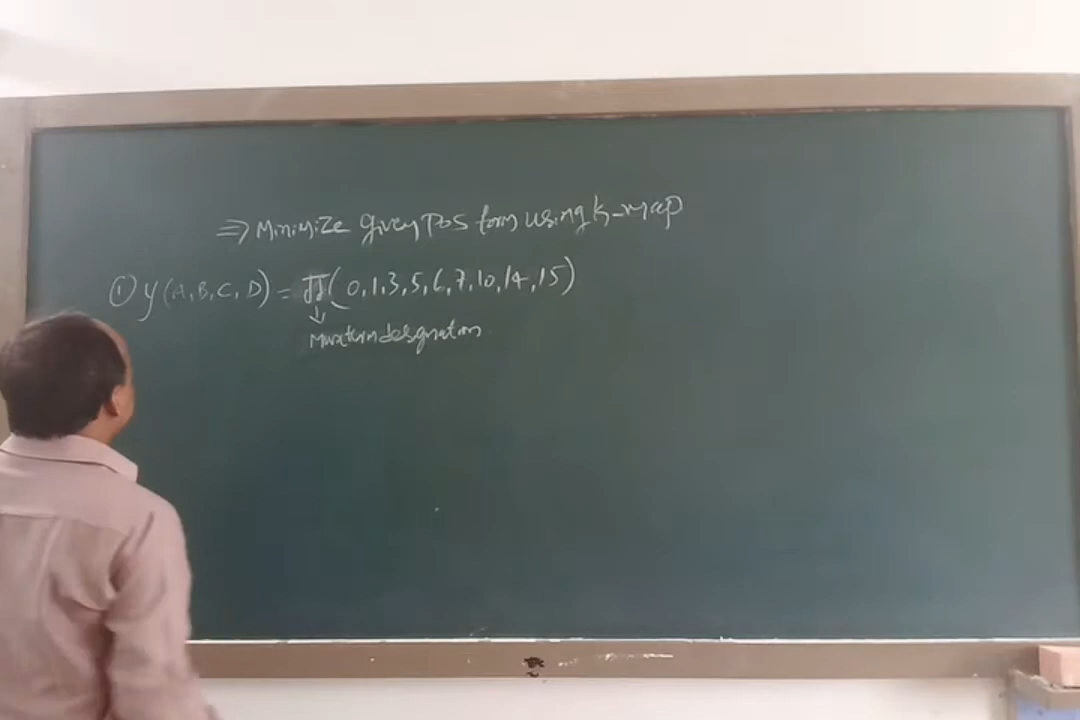 ⇒ Minimize given POS form using K-map
① Y(A,B,C,D) = π(0,1,3,5,6,7,10,14,15)
↓
Maxterm designation